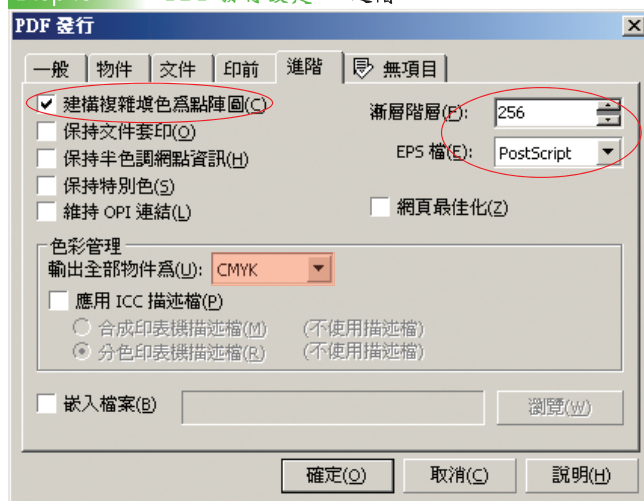 PDF 發行
一般 物件 文件 印前 進階 無項目
建構複雜填色為點陣圖(C) 漸層階層(F): 256
保持文件套印(O)
保持半色調網點資訊(H) EPS 檔(E): PostScript
保持特別色(S)
維持 OPI 連結(L) 網頁最佳化(Z)
色彩管理
輸出全部物件為(U): CMYK
應用 ICC 描述檔(P)
合成印表機描述檔(M) (不使用描述檔)
分色印表機描述檔(R) (不使用描述檔)
嵌入檔案(B) 瀏覽(W)
確定(O) 取消(C) 說明(H)